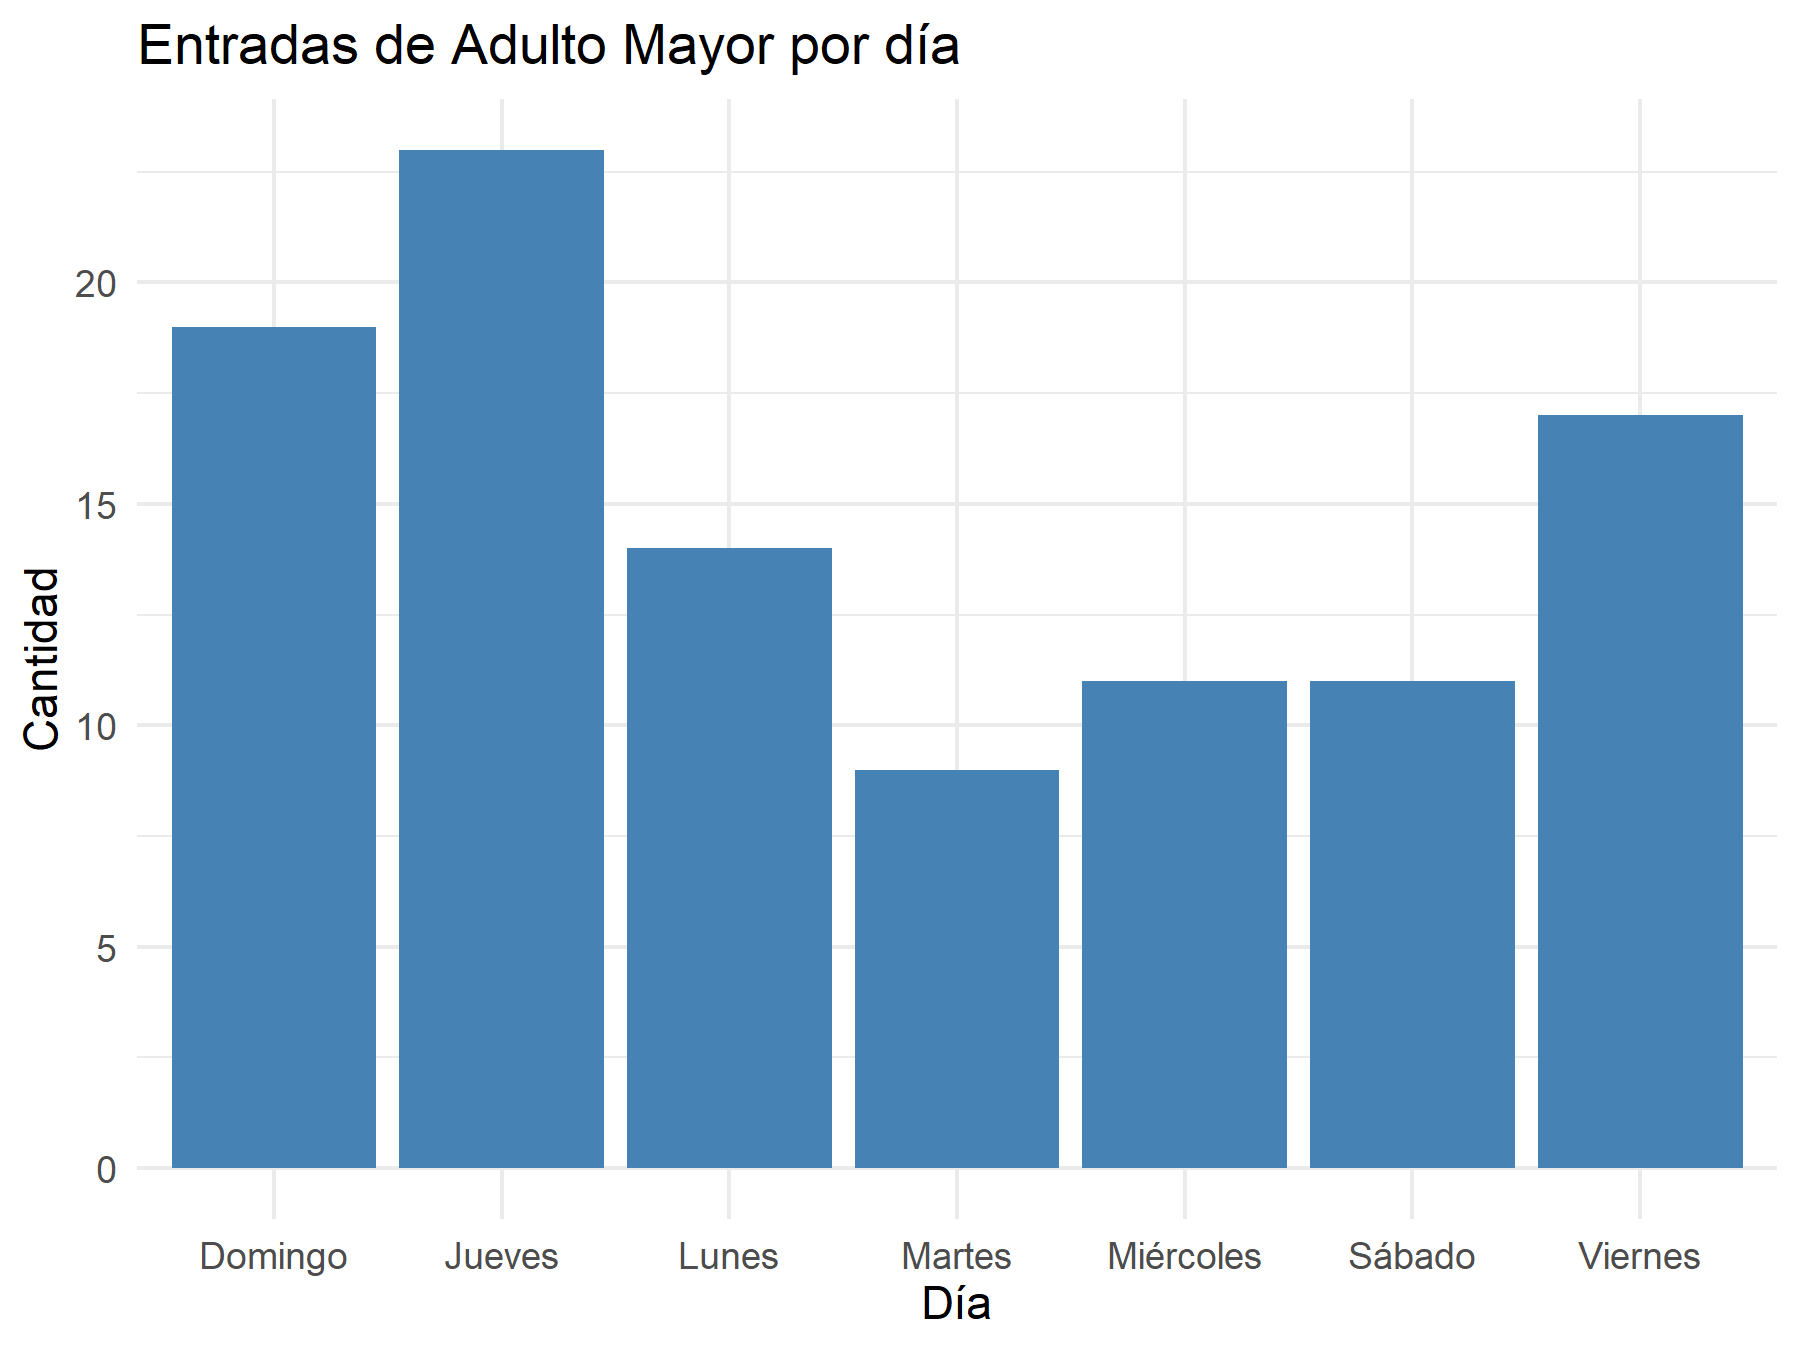 Entradas de Adulto Mayor por día
Cantidad
20
15
10
5
0
Domingo Jueves Lunes Martes Miércoles Sábado Viernes
Día